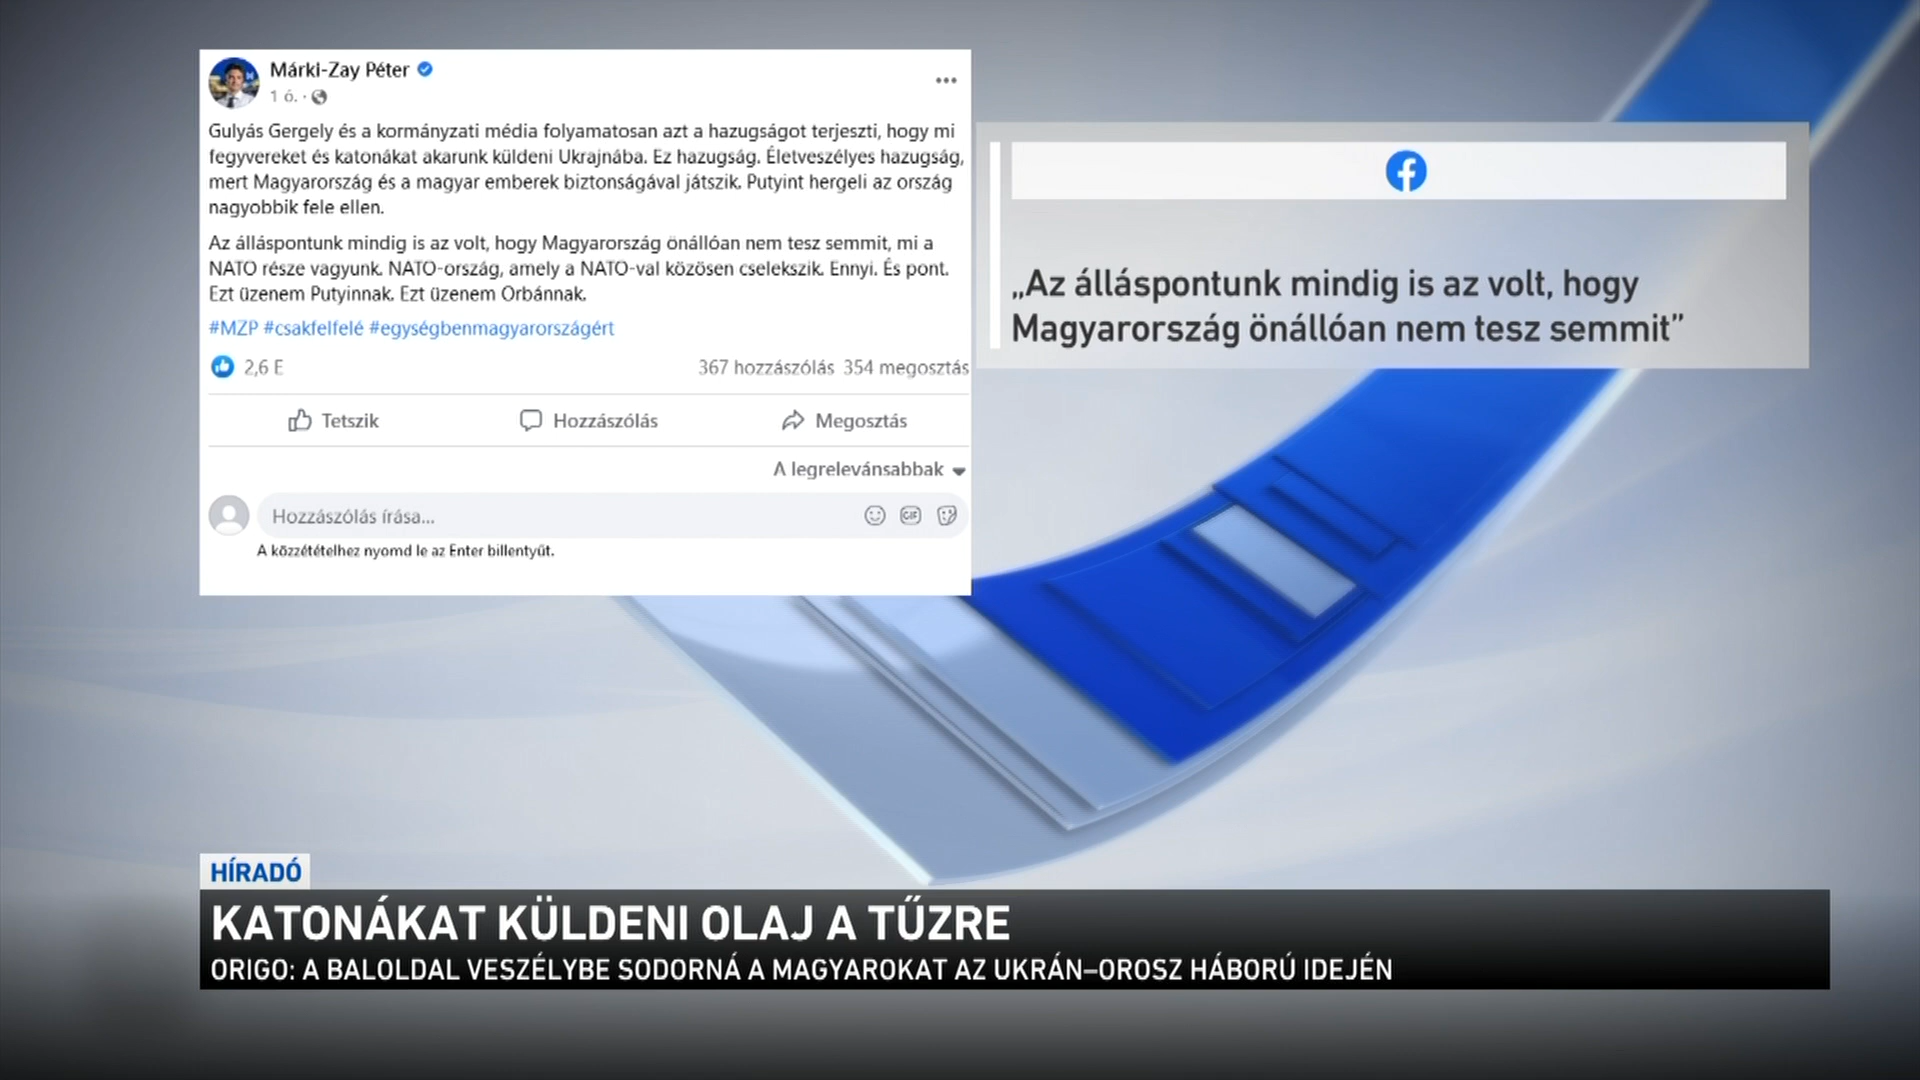 Márki-Zay Péter
1 ó.
Gulyás Gergely és a kormányzati média folyamatosan azt a hazugságot terjeszti, hogy mi
fegyvereket és katonákat akarunk küldeni Ukrajnába. Ez hazugság. Életveszélyes hazugság,
mert Magyarország és a magyar emberek biztonságával játszik. Putyint hergeli az ország
nagyobbik fele ellen.
Az álláspontunk mindig is az volt, hogy Magyarország önállóan nem tesz semmit, mi a
NATO része vagyunk. NATO-ország, amely a NATO-val közösen cselekszik. Ennyi. És pont.
Ezt üzenem Putyinnak. Ezt üzenem Orbánnak.
#MZP #csakfelfelé #egységbenmagyarországért
2,6 E
367 hozzászólás 354 megosztás
Tetszik Hozzászólás Megosztás
A legrelevánsabbak
Hozzászólás írása...
GIF
A közzétételhez nyomd le az Enter billentyűt.
„Az álláspontunk mindig is az volt, hogy
Magyarország önállóan nem tesz semmit”
HÍRADÓ
KATONÁKAT KÜLDENI OLAJ A TŰZRE
ORIGO: A BALOLDAL VESZÉLYBE SODORNÁ A MAGYAROKAT AZ UKRÁN–OROSZ HÁBORÚ IDEJÉN